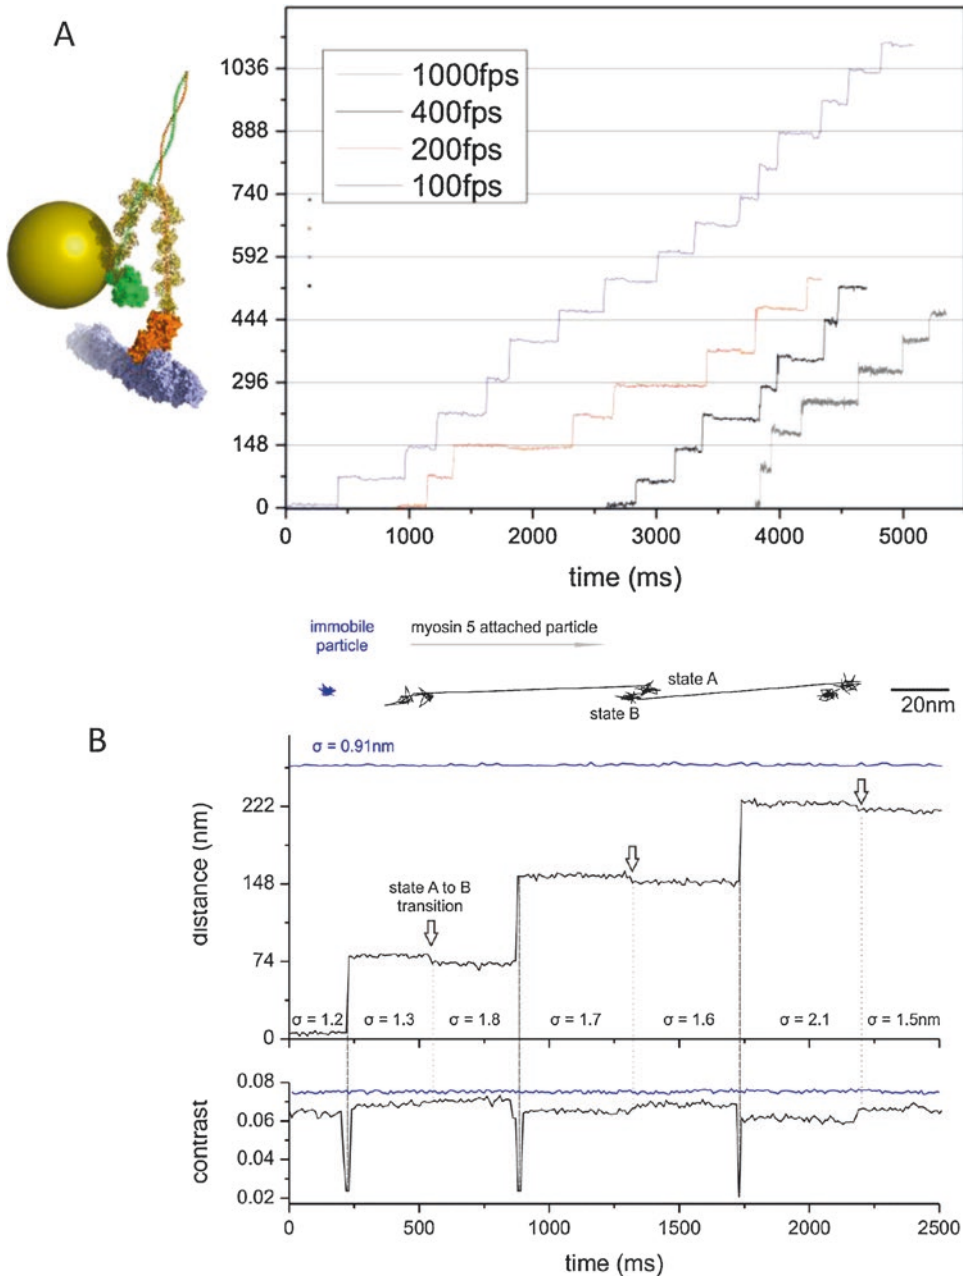 A
1036
888
740
592
444
296
148
0
1000fps
400fps
200fps
100fps
0 1000 2000 3000 4000 5000
time (ms)
immobile
particle
myosin 5 attached particle
state A
state B
20nm
B
σ = 0.91nm
distance (nm)
222
148
74
0
state A to B
transition
σ = 1.2 σ = 1.3 σ = 1.8 σ = 1.7 σ = 1.6 σ = 2.1 σ = 1.5nm
contrast
0.08
0.06
0.04
0.02
0 500 1000 1500 2000 2500
time (ms)